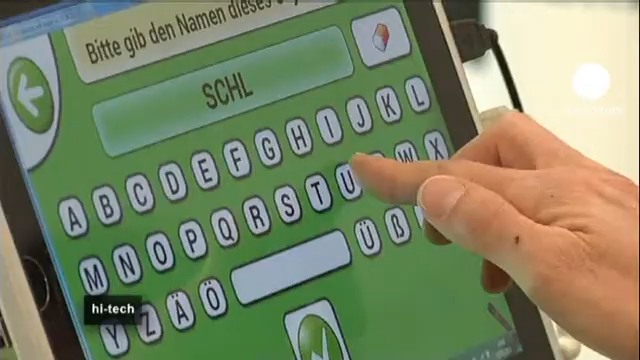 Bitte gib den Namen dieses
SCHL
A B C D E F G H I J K L
M N O P Q R S T U W X
Y Z Ä Ö Ü ß
hi-tech